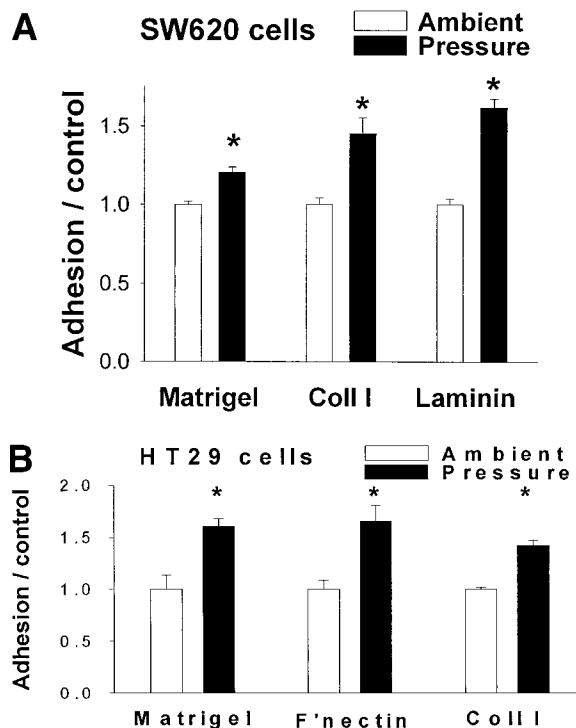 A
SW620 cells
Ambient
Pressure
Adhesion / control
1.5
1.0
0.5
0.0
*
*
*
Matrigel
Coll I
Laminin
B
HT29 cells
Ambient
Pressure
Adhesion / control
2.0
1.5
1.0
0.5
0.0
*
*
*
Matrigel
F'nectin
Coll I